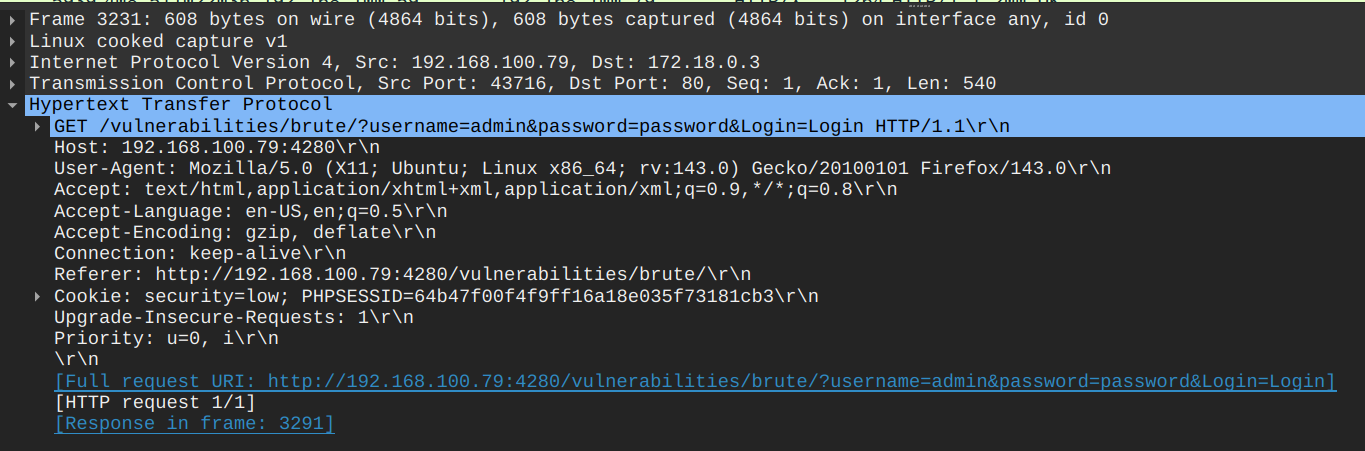 Frame 3231: 608 bytes on wire (4864 bits), 608 bytes captured (4864 bits) on interface any, id 0
Linux cooked capture v1
Internet Protocol Version 4, Src: 192.168.100.79, Dst: 172.18.0.3
Transmission Control Protocol, Src Port: 43716, Dst Port: 80, Seq: 1, Ack: 1, Len: 540
Hypertext Transfer Protocol
GET /vulnerabilities/brute/?username=admin&password=password&Login=Login HTTP/1.1\r\n
Host: 192.168.100.79:4280\r\n
User-Agent: Mozilla/5.0 (X11; Ubuntu; Linux x86_64; rv:143.0) Gecko/20100101 Firefox/143.0\r\n
Accept: text/html,application/xhtml+xml,application/xml;q=0.9,*/*;q=0.8\r\n
Accept-Language: en-US,en;q=0.5\r\n
Accept-Encoding: gzip, deflate\r\n
Connection: keep-alive\r\n
Referer: http://192.168.100.79:4280/vulnerabilities/brute/\r\n
Cookie: security=low; PHPSESSID=64b47f00f4f9ff16a18e035f73181cb3\r\n
Upgrade-Insecure-Requests: 1\r\n
Priority: u=0, i\r\n
\r\n
[Full request URI: http://192.168.100.79:4280/vulnerabilities/brute/?username=admin&password=password&Login=Login]
[HTTP request 1/1]
[Response in frame: 3291]